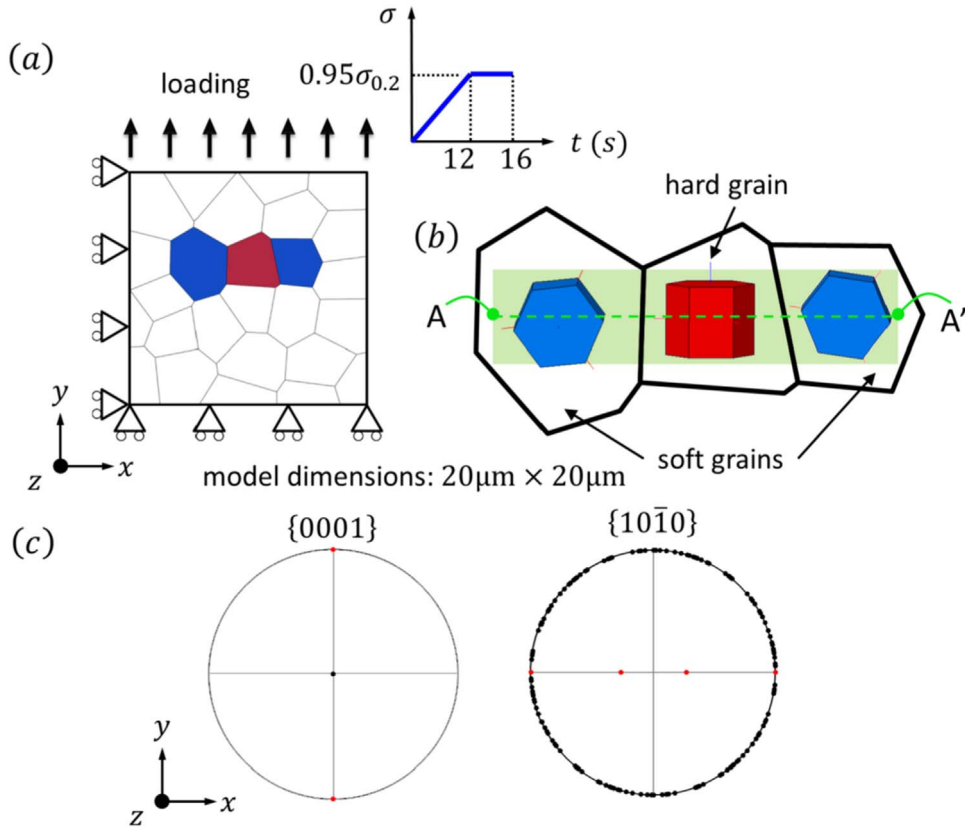 (a)
loading
σ
0.95σ0.2
12 16 t (s)
y
z x
model dimensions: 20μm × 20μm
(b)
hard grain
A A'
soft grains
(c)
{0001} {101̅0}
y
z x